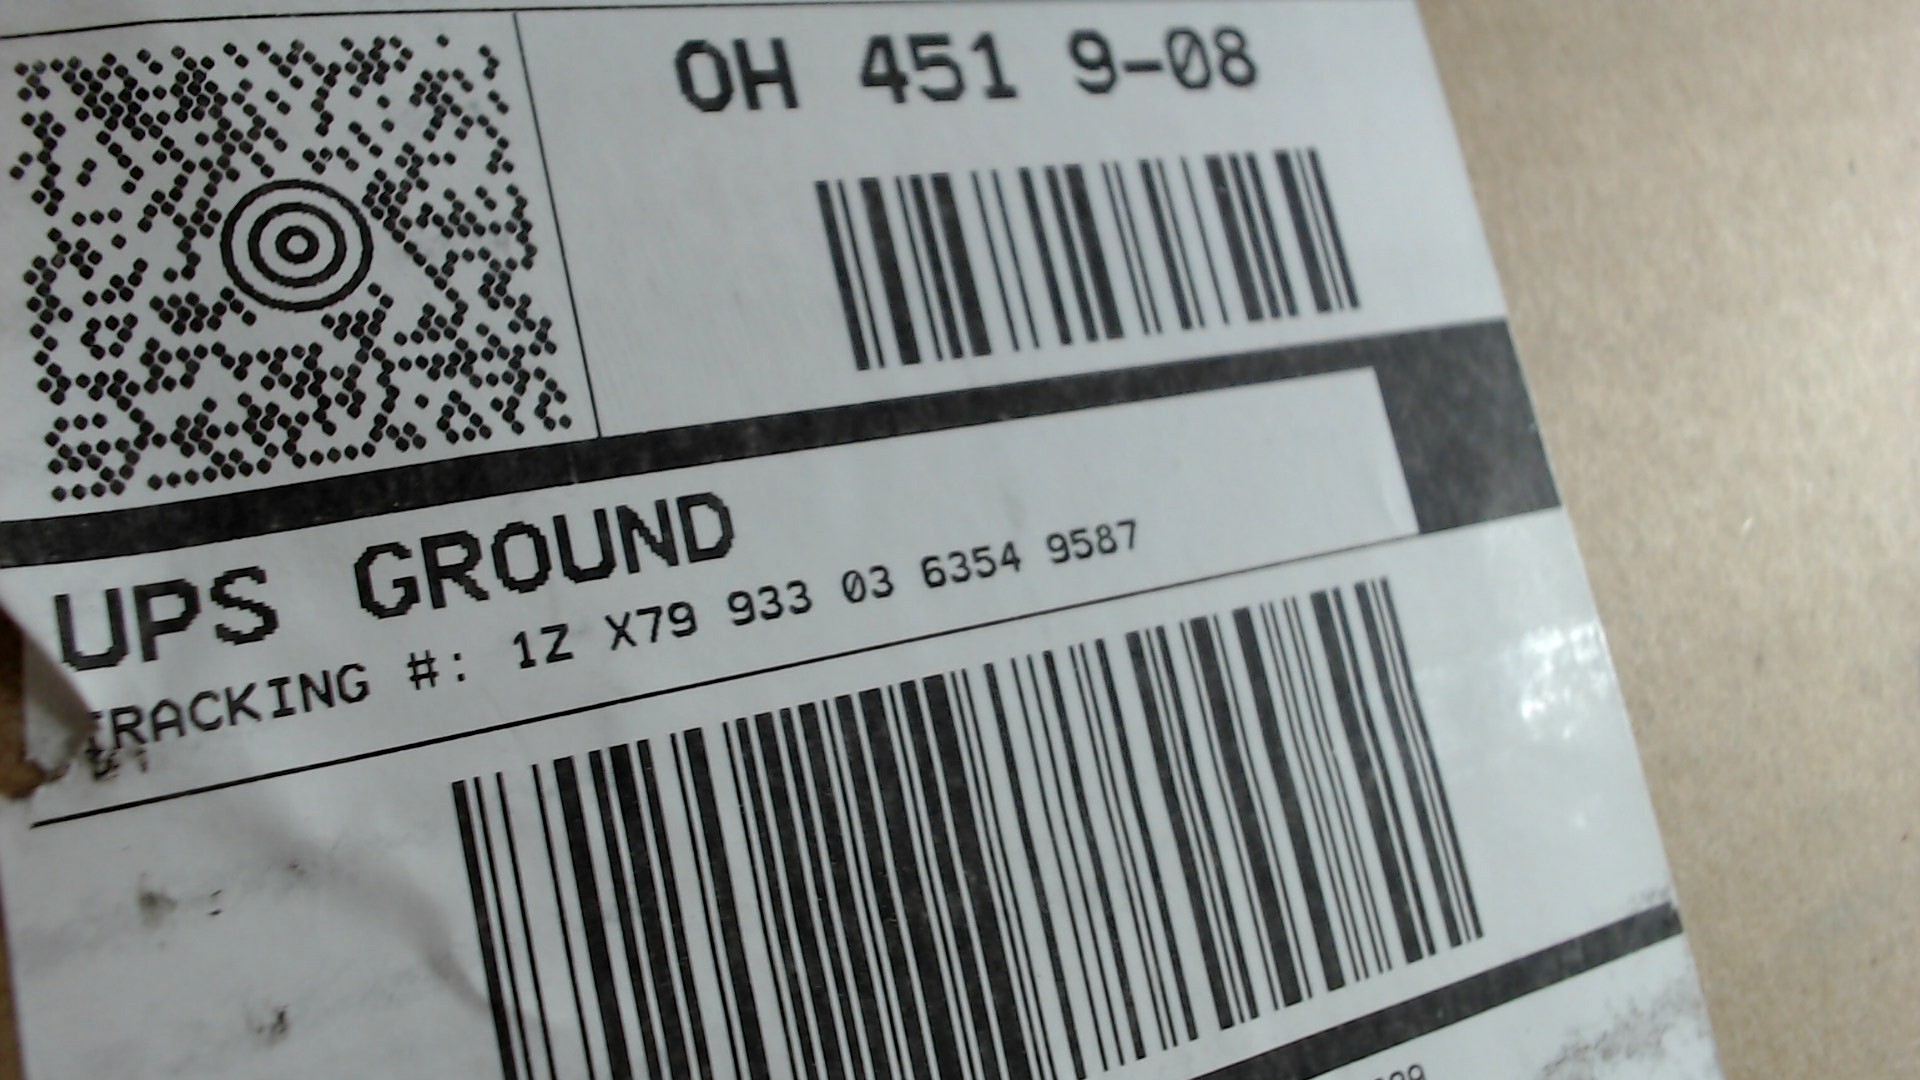 OH 451 9-08
UPS GROUND
TRACKING #: 1Z X79 933 03 6354 9587